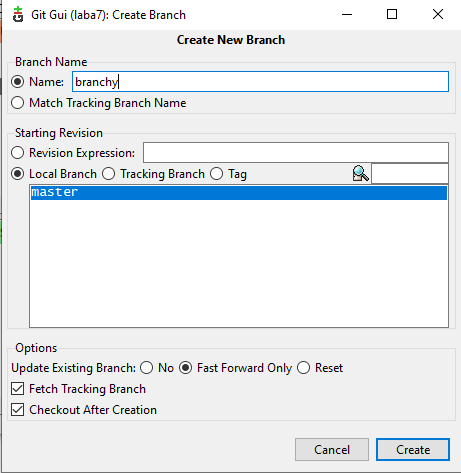 Git Gui (laba7): Create Branch
Create New Branch
Branch Name
Name: branchy
Match Tracking Branch Name
Starting Revision
Revision Expression:
Local Branch Tracking Branch Tag
master
Options
Update Existing Branch: No Fast Forward Only Reset
Fetch Tracking Branch
Checkout After Creation
Cancel Create